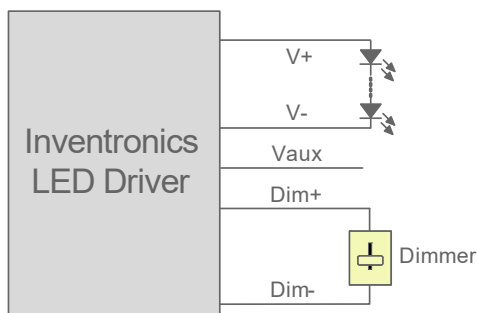 V+
V-
Inventronics
LED Driver
Vaux
Dim+
Dimmer
Dim-